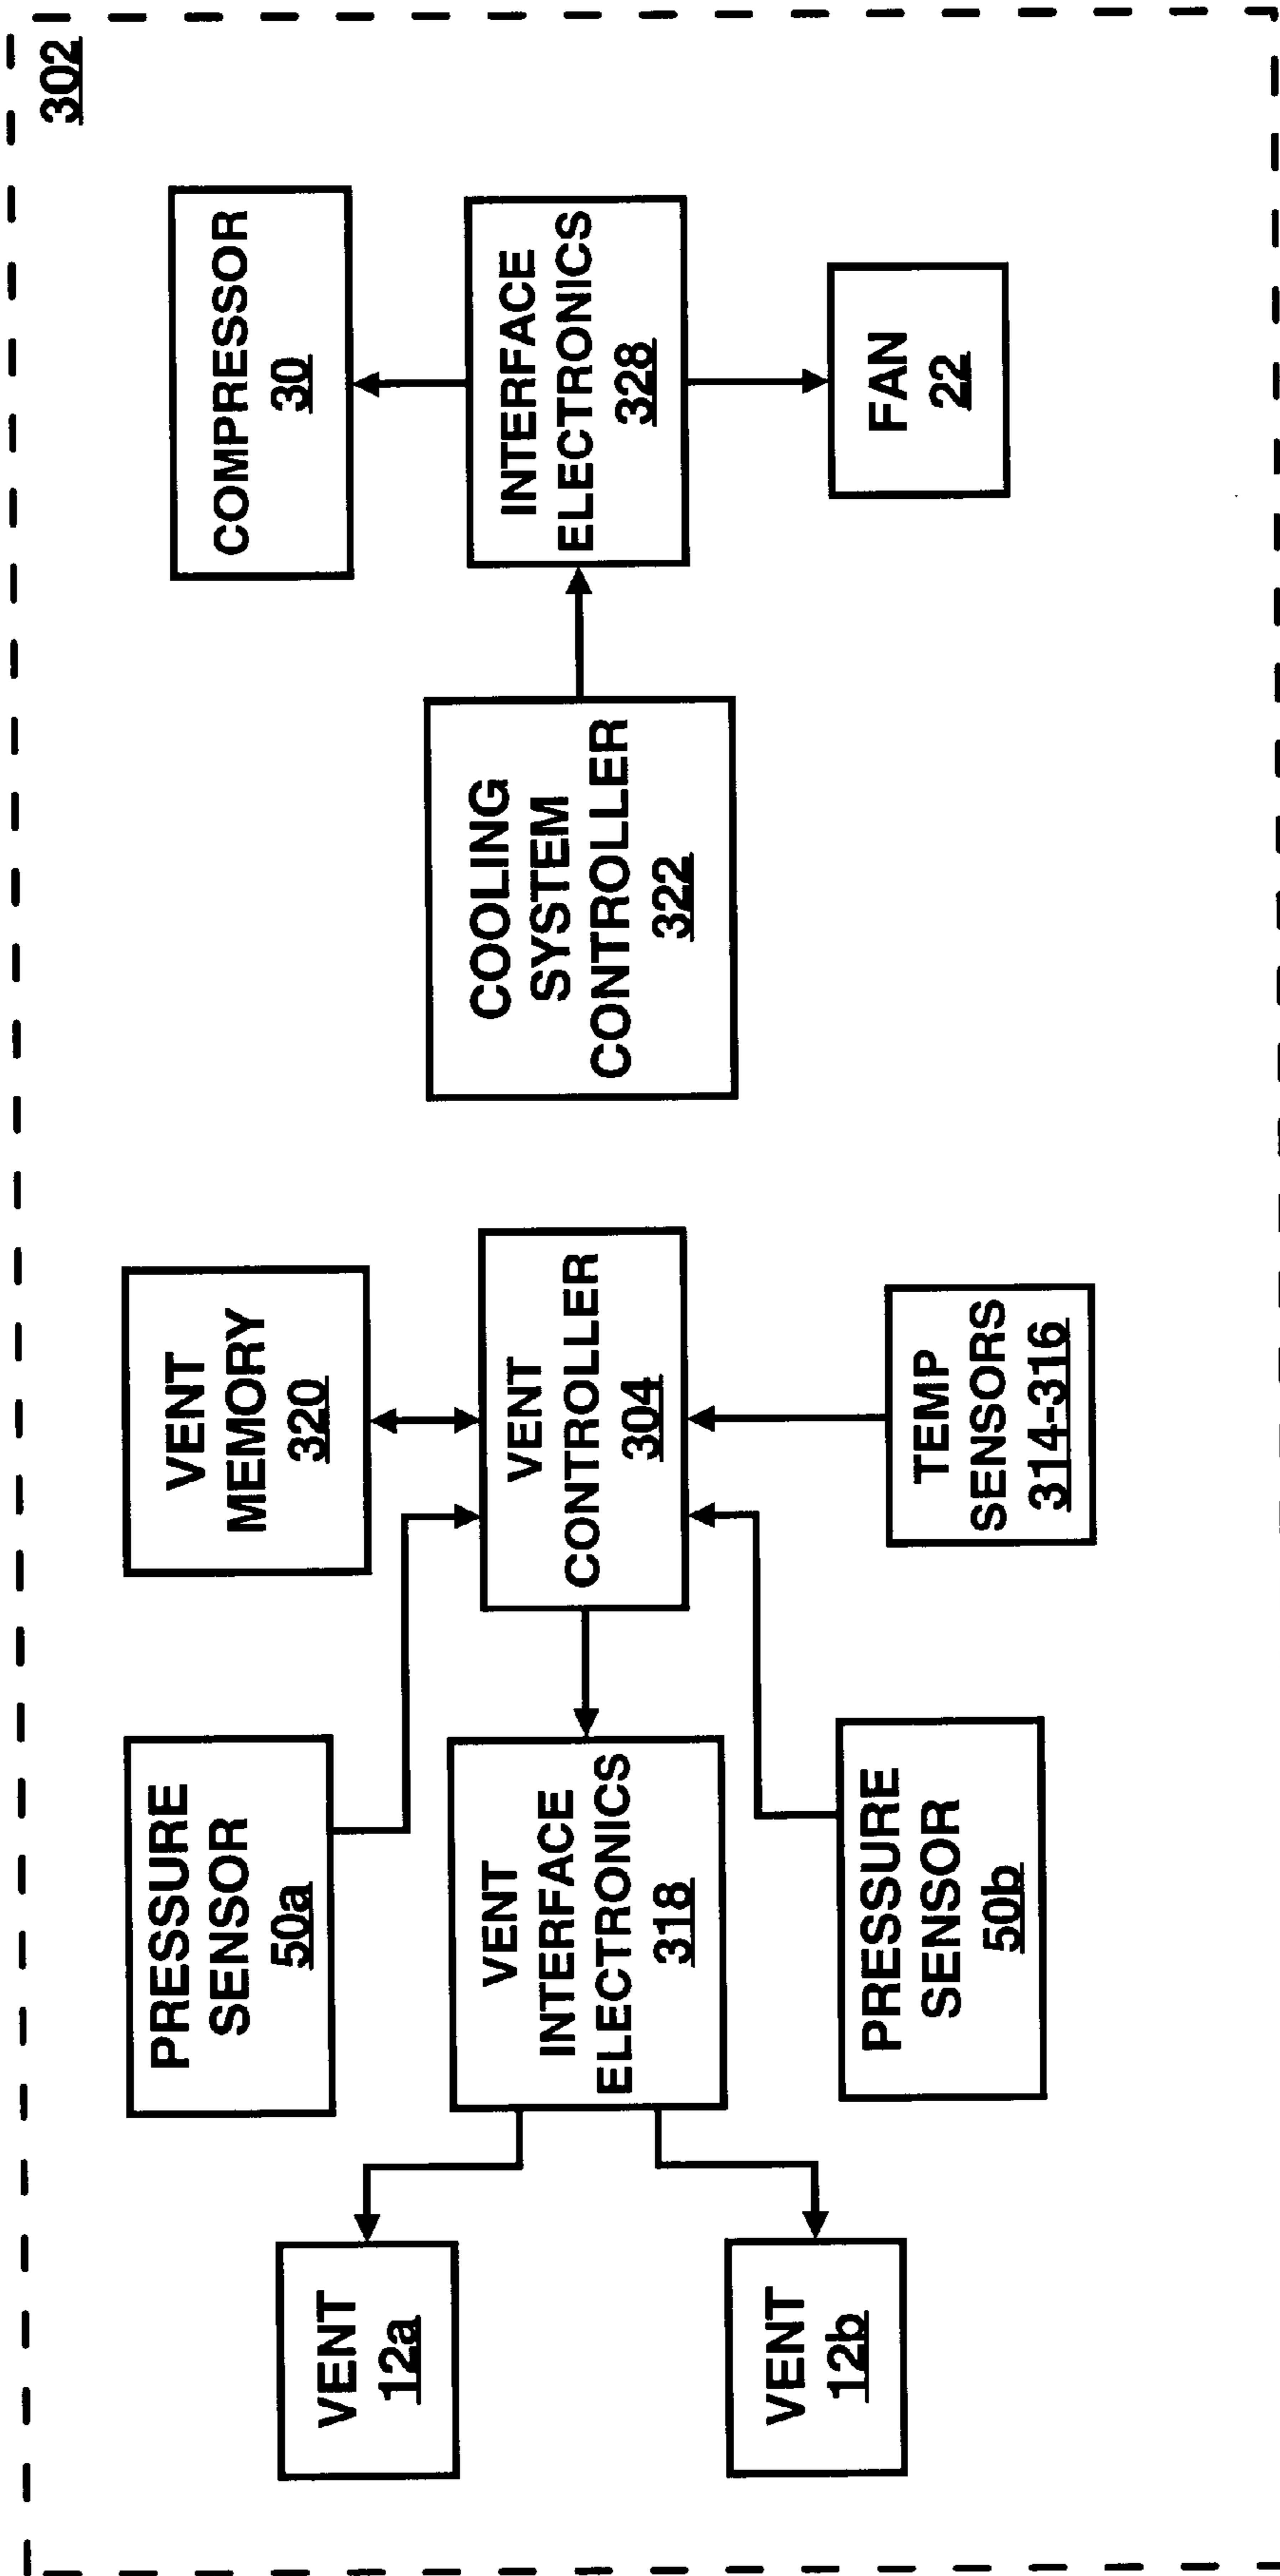 302
PRESSURE
SENSOR
50a
VENT
MEMORY
320
COMPRESSOR
30
VENT
12a
VENT
INTERFACE
ELECTRONICS
318
VENT
CONTROLLER
304
COOLING
SYSTEM
CONTROLLER
322
INTERFACE
ELECTRONICS
328
VENT
12b
PRESSURE
SENSOR
50b
TEMP
SENSORS
314-316
FAN
22